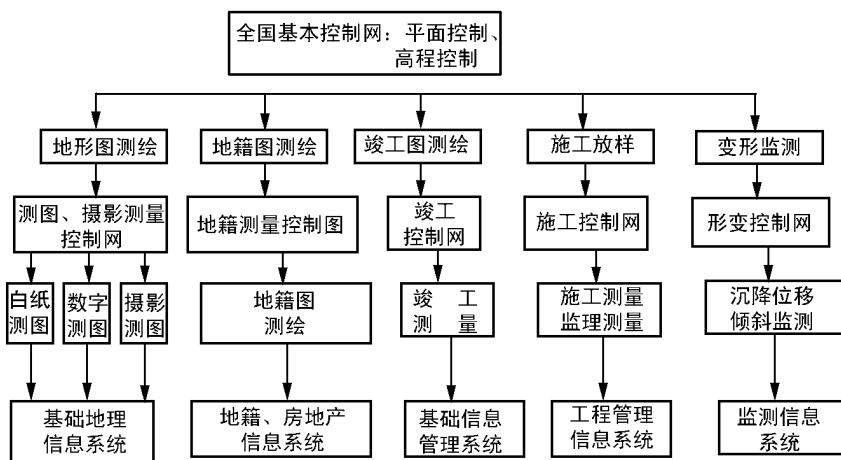 全国基本控制网：平面控制、
高程控制
地形图测绘
地籍图测绘
竣工图测绘
施工放样
变形监测
测图、摄影测量
控制网
地籍测量控制图
竣工
控制网
施工控制网
形变控制网
白纸
测图
数字
测图
摄影
测图
地籍图
测绘
竣 工
测 量
施工测量
监理测量
沉降位移
倾斜监测
基础地理
信息系统
地籍、房地产
信息系统
基础信息
管理系统
工程管理
信息系统
监测信息
系统